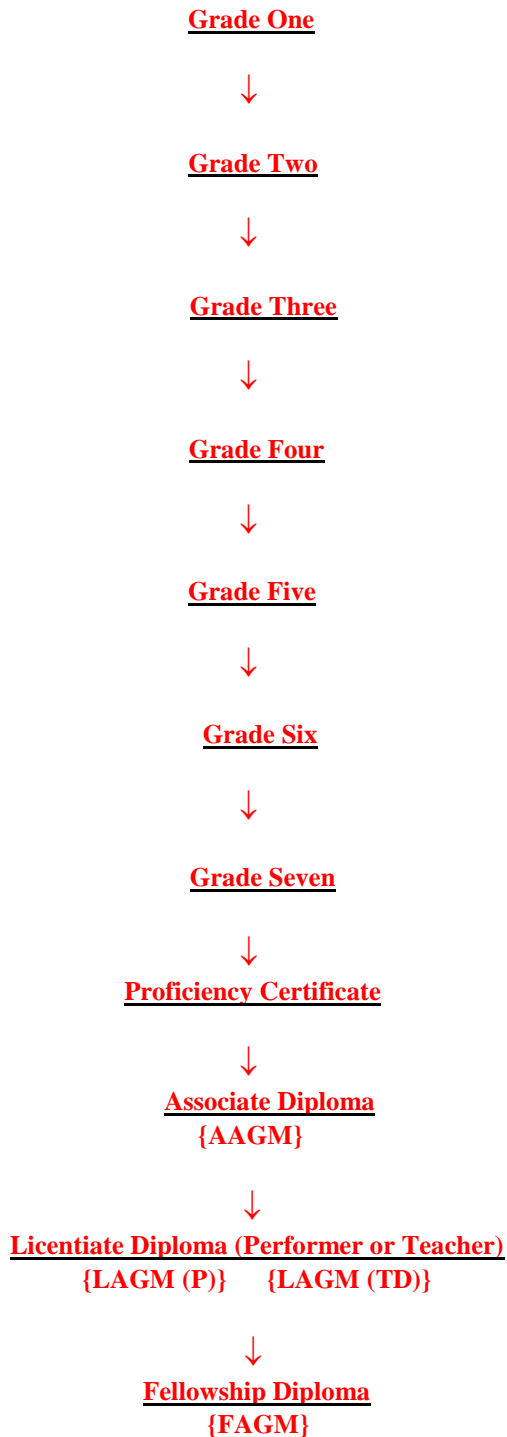 Grade One
↓
Grade Two
↓
Grade Three
↓
Grade Four
↓
Grade Five
↓
Grade Six
↓
Grade Seven
↓
Proficiency Certificate
↓
Associate Diploma
{AAGM}
↓
Licentiate Diploma (Performer or Teacher)
{LAGM (P)} {LAGM (TD)}
↓
Fellowship Diploma
{FAGM}